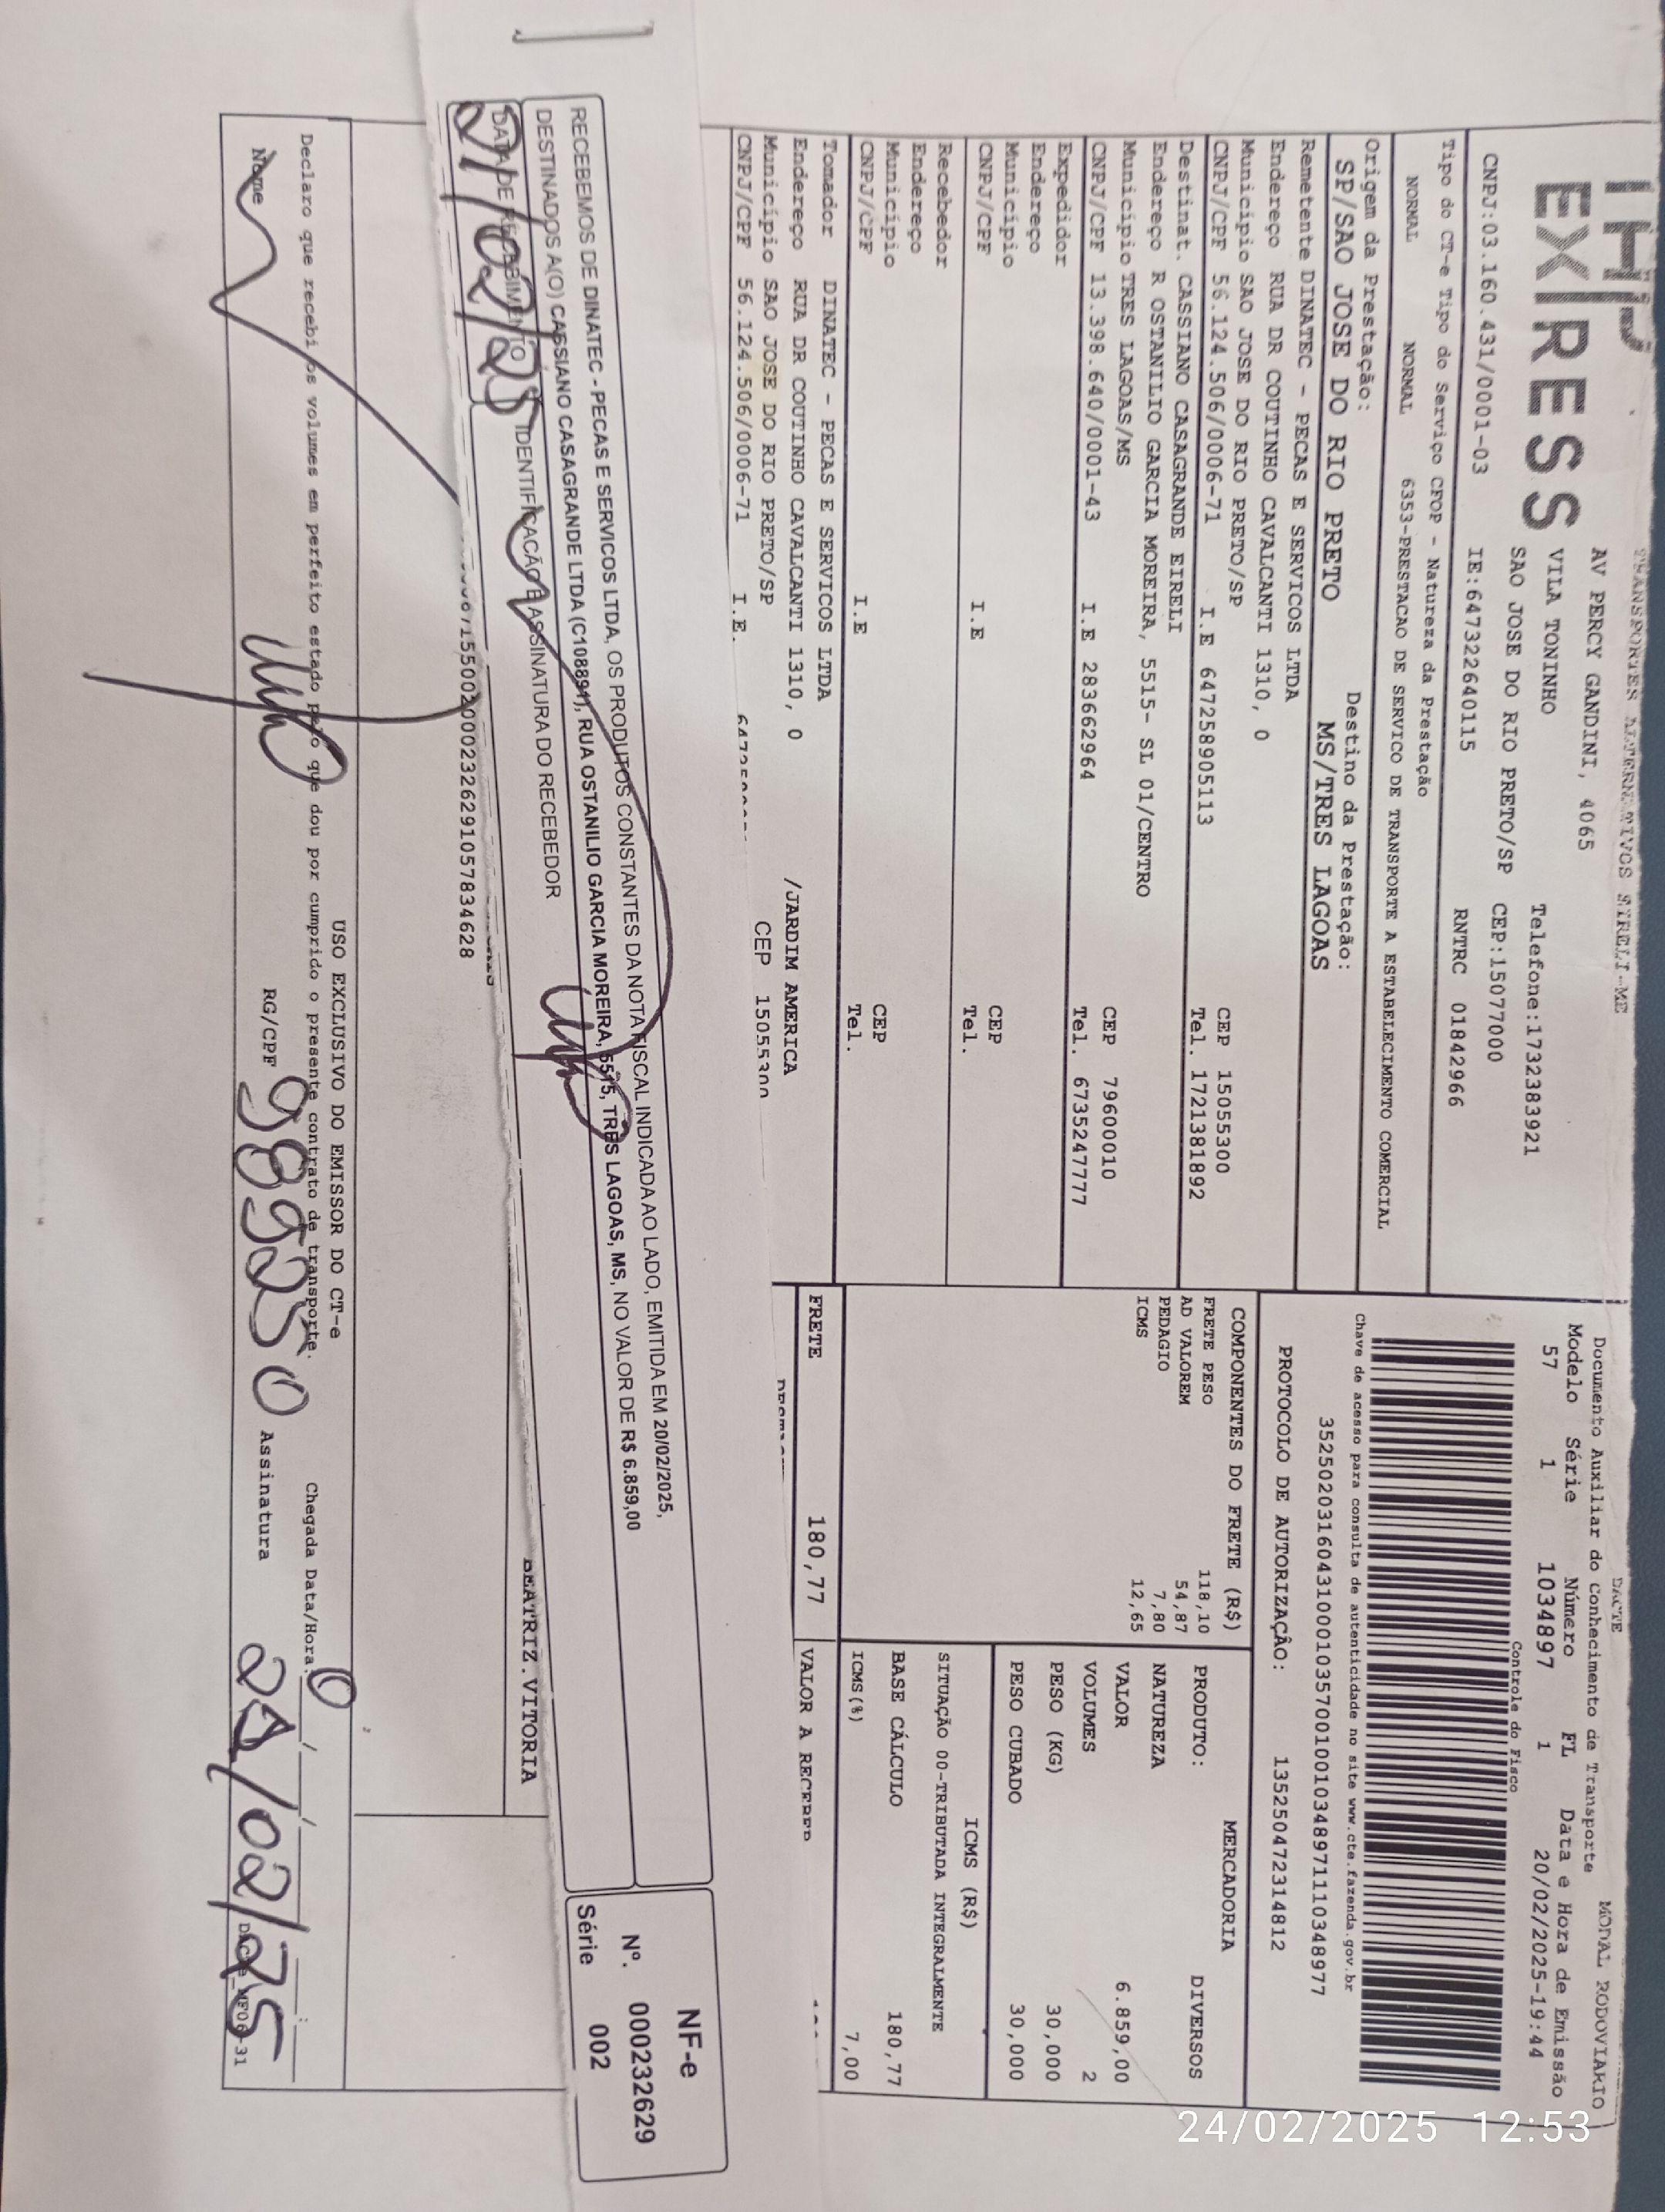 THP
EXPRESS
TRANSPORTES ALTERNATIVOS EIRELI-ME
AV PERCY GANDINI, 4065
VILA TONINHO Telefone:1732383921
SAO JOSE DO RIO PRETO/SP CEP:15077000
CNPJ:03.160.431/0001-03 IE:647322640115 RNTRC 01842966
DACTE MODAL RODOVIARIO
Documento Auxiliar do Conhecimento de Transporte
Modelo Série Número FL Data e Hora de Emissão
57 1 1034897 1 20/02/2025-19:44
Controle do Fisco
Tipo do CT-e Tipo do Serviço CFOP - Natureza da Prestação
NORMAL NORMAL 6353-PRESTACAO DE SERVICO DE TRANSPORTE A ESTABELECIMENTO COMERCIAL
Chave de acesso para consulta de autenticidade no site www.cte.fazenda.gov.br
35250203160431000103570010010348971110348977
Origem da Prestação: Destino da Prestação:
SP/SAO JOSE DO RIO PRETO MS/TRES LAGOAS
PROTOCOLO DE AUTORIZAÇÃO: 135250472314812
Remetente DINATEC - PECAS E SERVICOS LTDA
Endereço RUA DR COUTINHO CAVALCANTI 1310, 0
Município SAO JOSE DO RIO PRETO/SP CEP 15055300
CNPJ/CPF 56.124.506/0006-71 I.E 647258905113 Tel. 1721381892
Destinat. CASSIANO CASAGRANDE EIRELI
Endereço R OSTANILIO GARCIA MOREIRA, 5515- SL 01/CENTRO
Município TRES LAGOAS/MS CEP 79600010
CNPJ/CPF 13.398.640/0001-43 I.E 283662964 Tel. 6735247777
Expedidor
Endereço
Município CEP
CNPJ/CPF I.E Tel.
Recebedor
Endereço
Município CEP
CNPJ/CPF I.E Tel.
Tomador DINATEC - PECAS E SERVICOS LTDA
Endereço RUA DR COUTINHO CAVALCANTI 1310, 0 /JARDIM AMERICA
Município SAO JOSE DO RIO PRETO/SP CEP 15055300
CNPJ/CPF 56.124.506/0006-71 I.E.
COMPONENTES DO FRETE (R$)
FRETE PESO 118,10
AD VALOREM 54,87
PEDAGIO 7,80
ICMS 12,65
MERCADORIA
PRODUTO: DIVERSOS
NATUREZA
VALOR 6.859,00
VOLUMES 2
PESO (KG) 30,000
PESO CUBADO 30,000
ICMS (R$)
SITUAÇÃO 00-TRIBUTADA INTEGRALMENTE
BASE CÁLCULO 180,77
ICMS(%) 7,00
FRETE 180,77 VALOR A RECEBER
RECEBEMOS DE DINATEC - PECAS E SERVICOS LTDA, OS PRODUTOS CONSTANTES DA NOTA FISCAL INDICADA AO LADO, EMITIDA EM 20/02/2025,
DESTINADOS A(O) CASSIANO CASAGRANDE LTDA (C108891), RUA OSTANILIO GARCIA MOREIRA, 5515, TRES LAGOAS, MS, NO VALOR DE R$ 6.859,00
DATA DE RECEBIMENTO IDENTIFICAÇÃO E ASSINATURA DO RECEBEDOR
21/02/25
NF-e
Nº. 000232629
Série 002
BEATRIZ.VITORIA
1550020002326291057834628
USO EXCLUSIVO DO EMISSOR DO CT-e
Declaro que recebi os volumes em perfeito estado pelo que dou por cumprido o presente contrato de transporte. Chegada Data/Hora
Nome RG/CPF 989250 Assinatura 21/02/25
24/02/2025 12:53